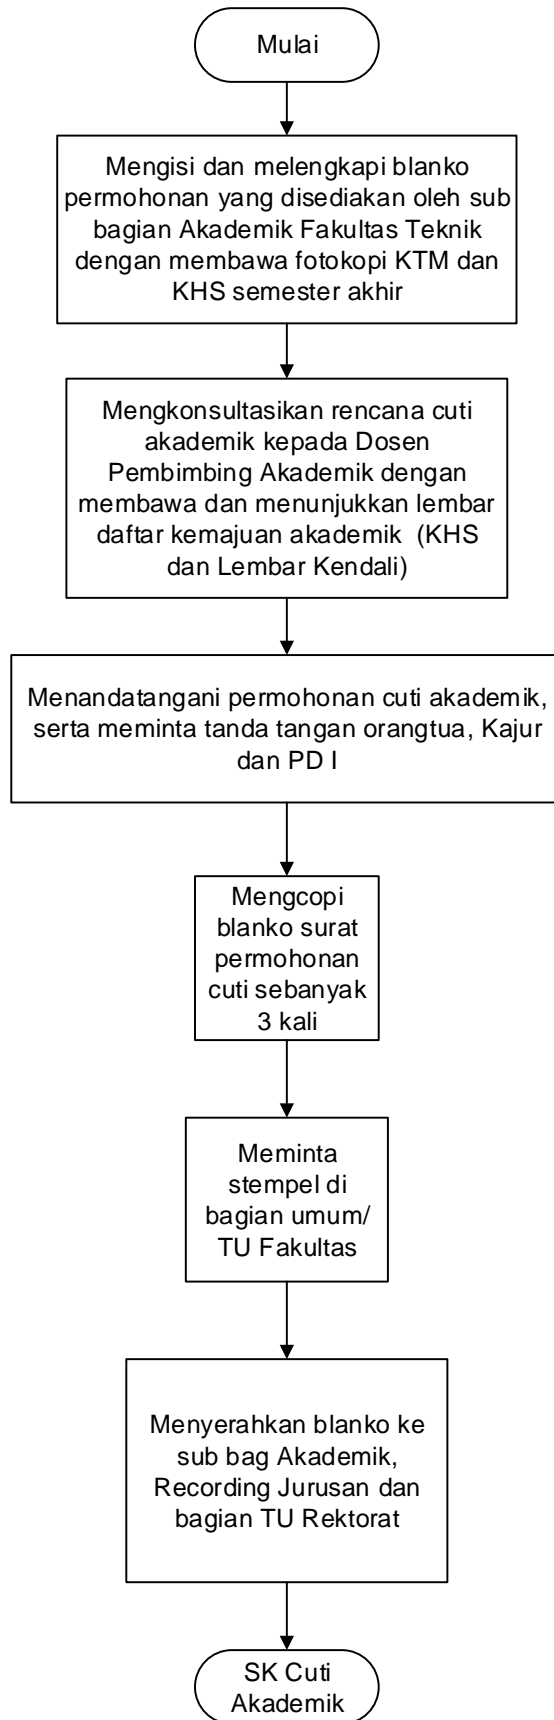 Mulai
Mengisi dan melengkapi blanko
permohonan yang disediakan oleh sub
bagian Akademik Fakultas Teknik
dengan membawa fotokopi KTM dan
KHS semester akhir
Mengkonsultasikan rencana cuti
akademik kepada Dosen
Pembimbing Akademik dengan
membawa dan menunjukkan lembar
daftar kemajuan akademik  (KHS
dan Lembar Kendali)
Menandatangani permohonan cuti akademik,
serta meminta tanda tangan orangtua, Kajur
dan PD I
Mengcopi
blanko surat
permohonan
cuti sebanyak
3 kali
Meminta
stempel di
bagian umum/
TU Fakultas
Menyerahkan blanko ke
sub bag Akademik,
Recording Jurusan dan
bagian TU Rektorat
SK Cuti
Akademik